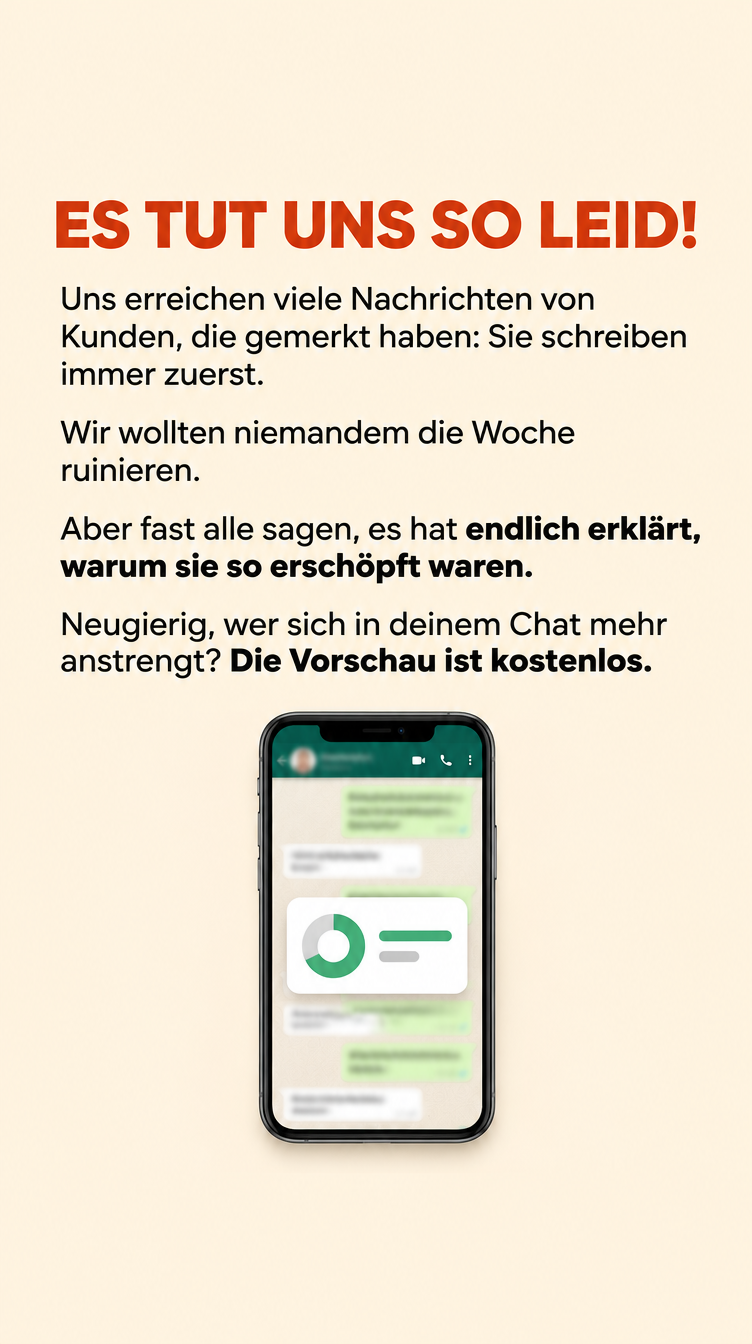 ES TUT UNS SO LEID!
Uns erreichen viele Nachrichten von
Kunden, die gemerkt haben: Sie schreiben
immer zuerst.
Wir wollten niemandem die Woche
ruinieren.
Aber fast alle sagen, es hat endlich erklärt,
warum sie so erschöpft waren.
Neugierig, wer sich in deinem Chat mehr
anstrengt? Die Vorschau ist kostenlos.